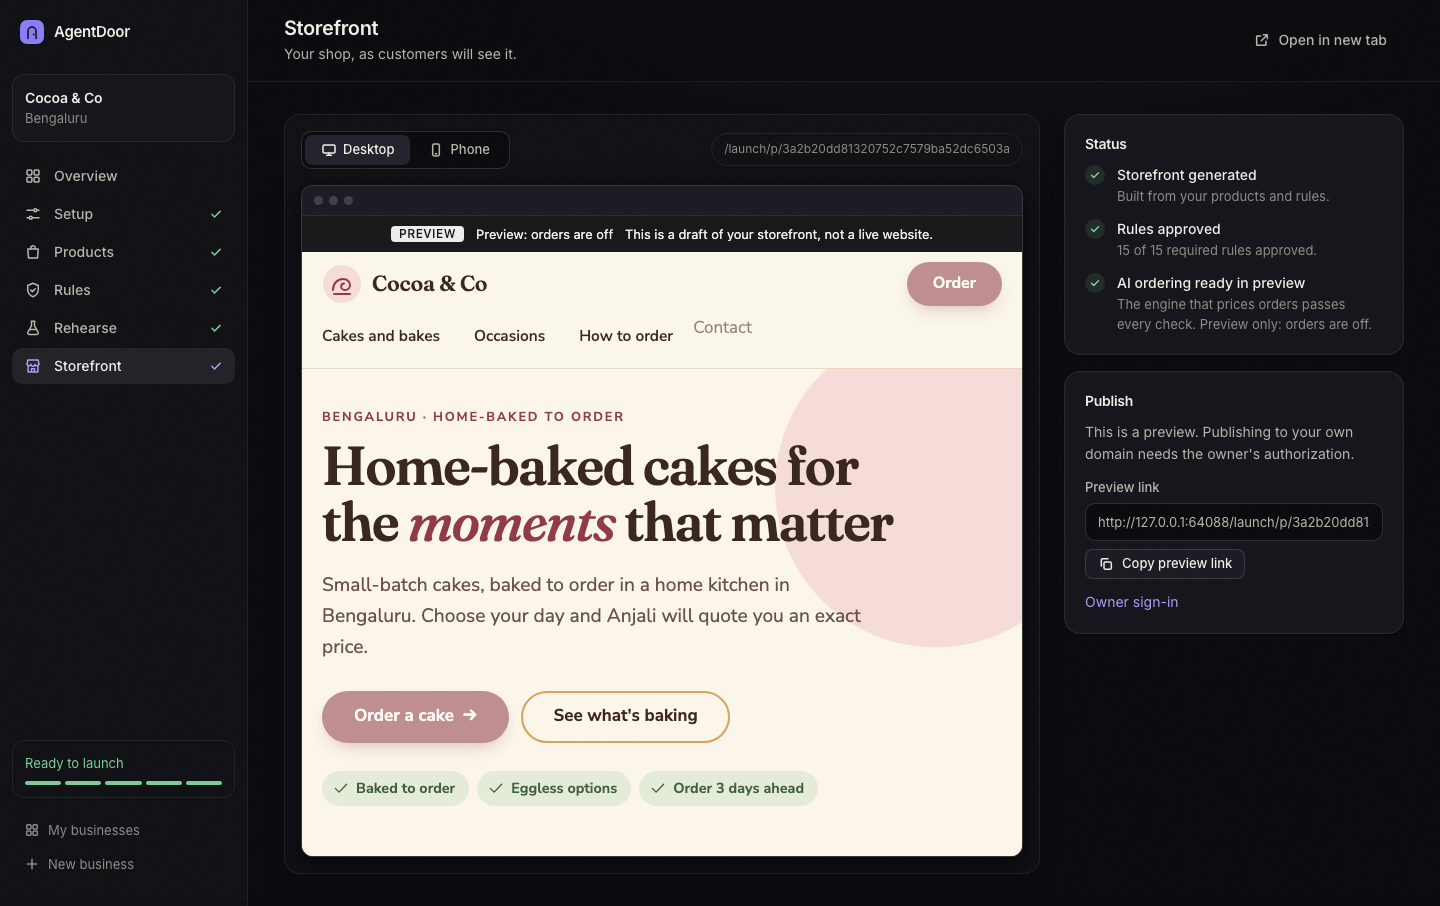 AgentDoor
Cocoa & Co
Bengaluru
Overview
Setup
Products
Rules
Rehearse
Storefront
Ready to launch
My businesses
New business
Storefront
Your shop, as customers will see it.
Open in new tab
Desktop
Phone
/launch/p/3a2b20dd81320752c7579ba52dc6503a
PREVIEW Preview: orders are off This is a draft of your storefront, not a live website.
Cocoa & Co
Order
Cakes and bakes
Occasions
How to order
Contact
BENGALURU · HOME-BAKED TO ORDER
Home-baked cakes for
the moments that matter
Small-batch cakes, baked to order in a home kitchen in
Bengaluru. Choose your day and Anjali will quote you an exact
price.
Order a cake →
See what's baking
Baked to order
Eggless options
Order 3 days ahead
Status
Storefront generated
Built from your products and rules.
Rules approved
15 of 15 required rules approved.
AI ordering ready in preview
The engine that prices orders passes
every check. Preview only: orders are off.
Publish
This is a preview. Publishing to your own
domain needs the owner's authorization.
Preview link
http://127.0.0.1:64088/launch/p/3a2b20dd81
Copy preview link
Owner sign-in